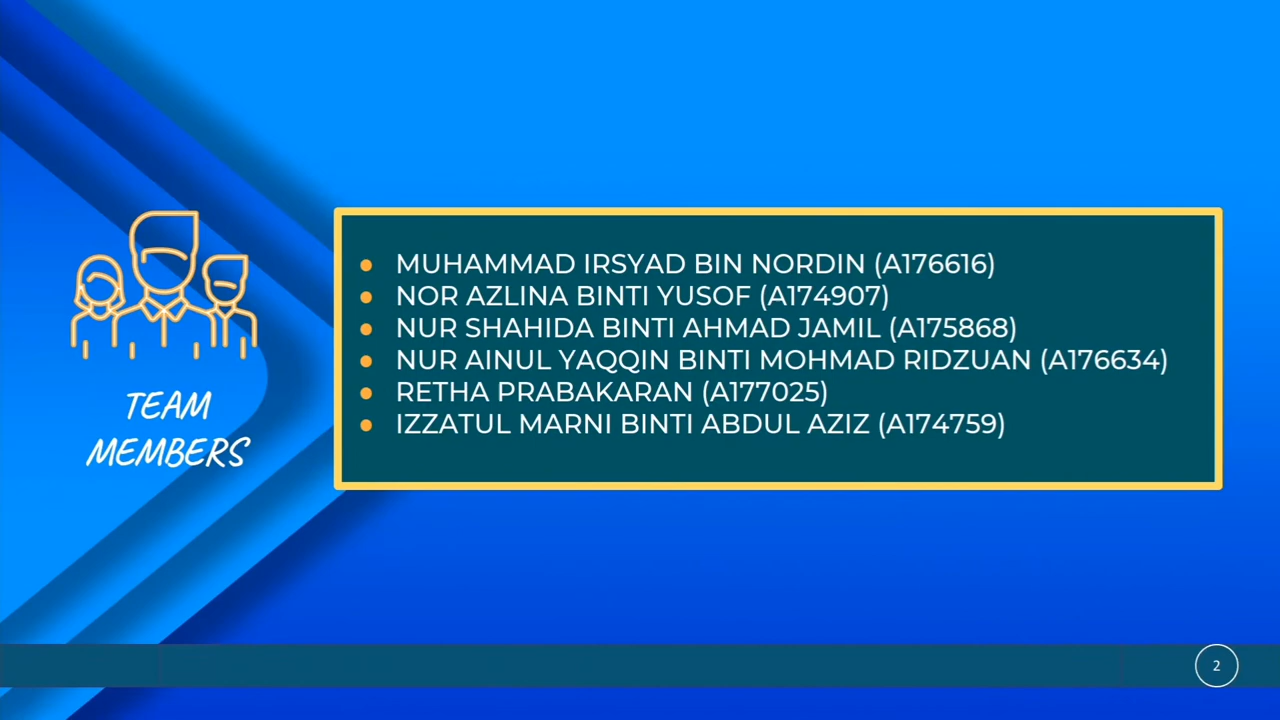 TEAM
MEMBERS
MUHAMMAD IRSYAD BIN NORDIN (A176616)
NOR AZLINA BINTI YUSOF (A174907)
NUR SHAHIDA BINTI AHMAD JAMIL (A175868)
NUR AINUL YAQQIN BINTI MOHMAD RIDZUAN (A176634)
RETHA PRABAKARAN (A177025)
IZZATUL MARNI BINTI ABDUL AZIZ (A174759)
2